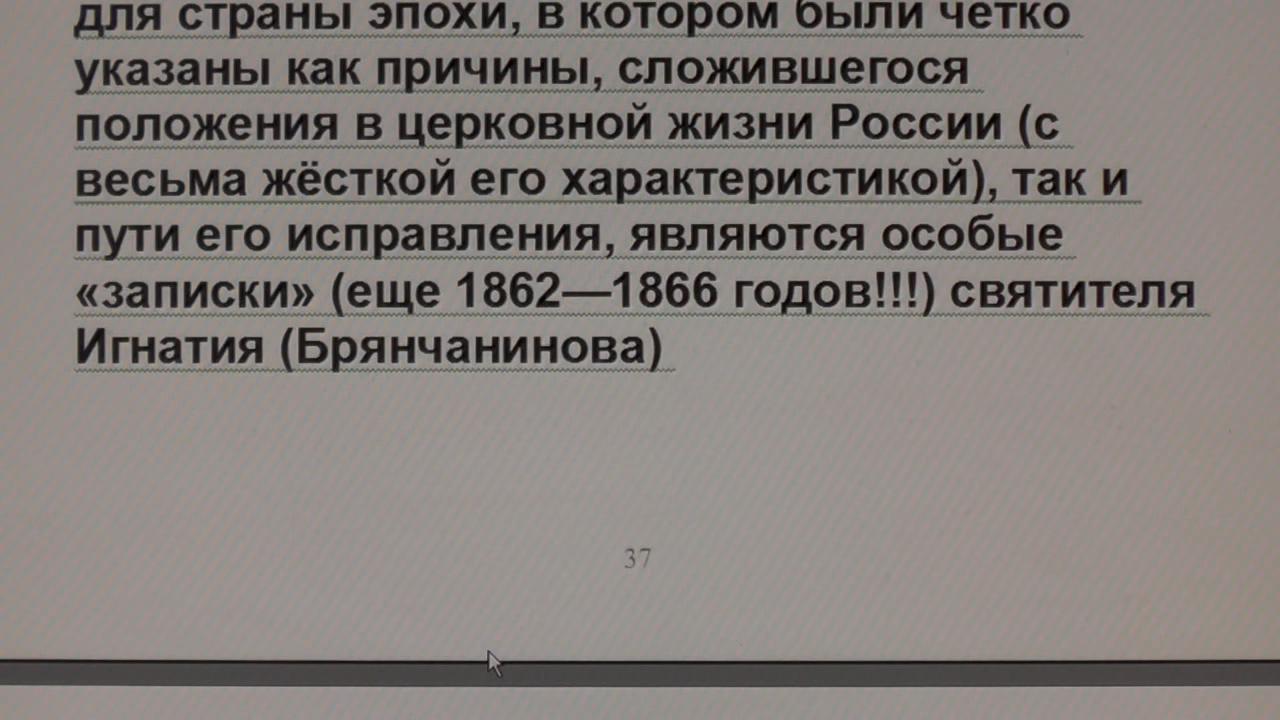 для страны эпохи, в котором были четко
указаны как причины, сложившегося
положения в церковной жизни России (с
весьма жёсткой его характеристикой), так и
пути его исправления, являются особые
«записки» (еще 1862—1866 годов!!!) святителя
Игнатия (Брянчанинова)
37